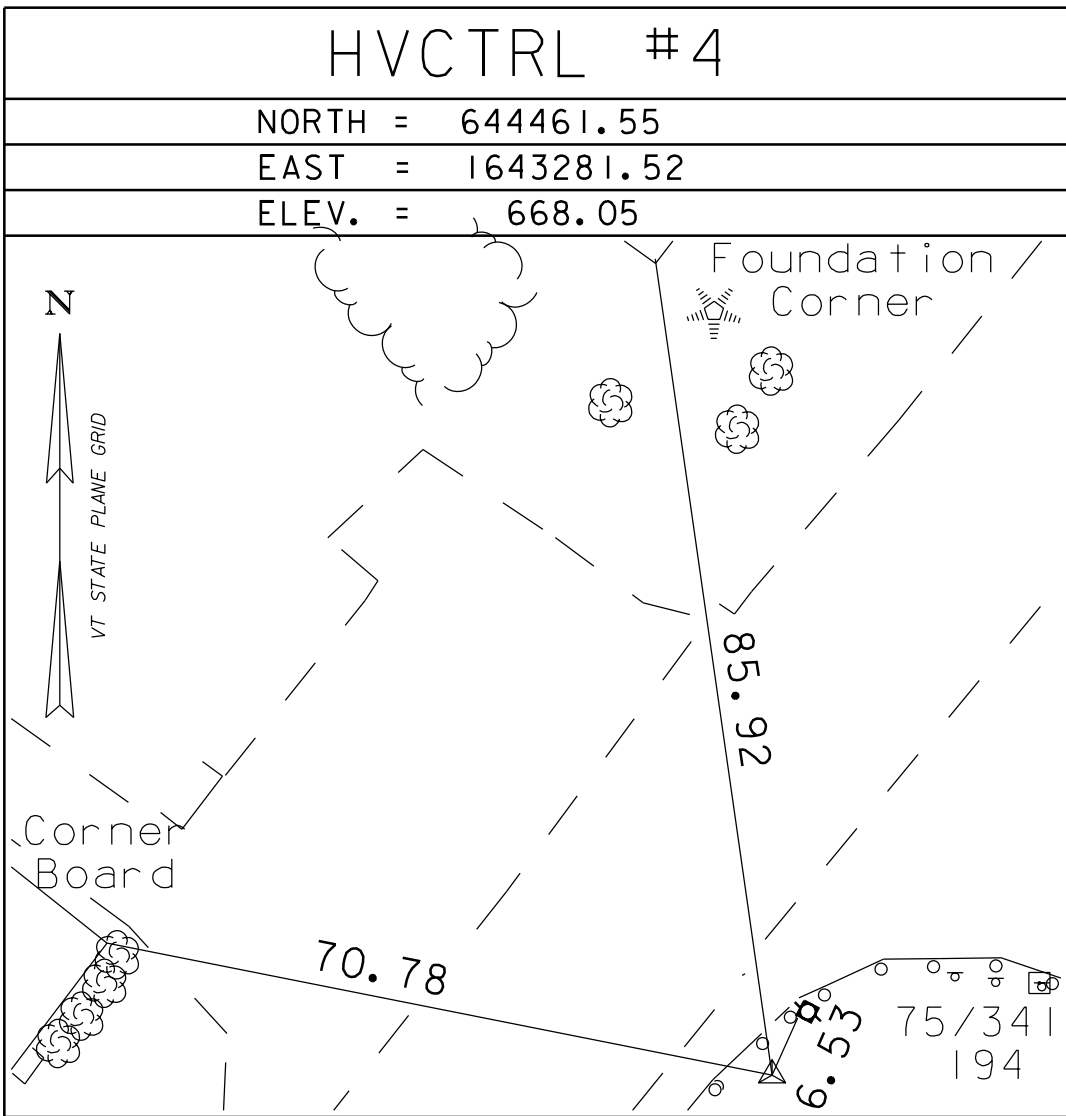 HVCTRL #4
NORTH = 644461.55
EAST = 1643281.52
ELEV. = 668.05
Foundation
Corner
N
VT STATE PLANE GRID
85.92
Corner
Board
70.78
6.53
75/341
194